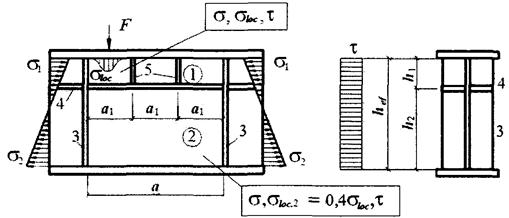 F
σ, σloc, τ
σ1
σloc
5
1
σ1
4
a1
a1
a1
3
2
3
σ2
σ2
a
σ, σloc.2 = 0,4σloc, τ
τ
hef
h1
h2
4
3